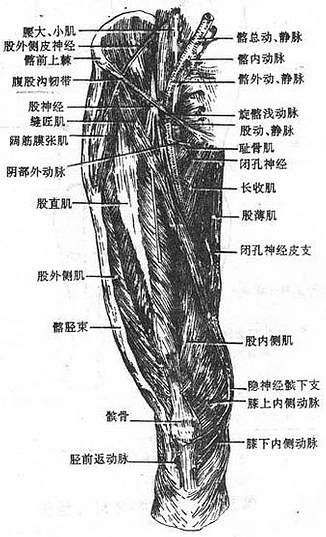 腰大、小肌
股外侧皮神经
髂前上棘
腹股沟韧带
股神经
缝匠肌
阔筋膜张肌
阴部外动脉
股直肌
股外侧肌
髂胫束
髌骨
胫前返动脉
髂总动、静脉
髂内动脉
髂外动、静脉
旋髂浅动脉
股动、静脉
耻骨肌
闭孔神经
长收肌
股薄肌
闭孔神经皮支
股内侧肌
隐神经髌下支
膝上内侧动脉
膝下内侧动脉